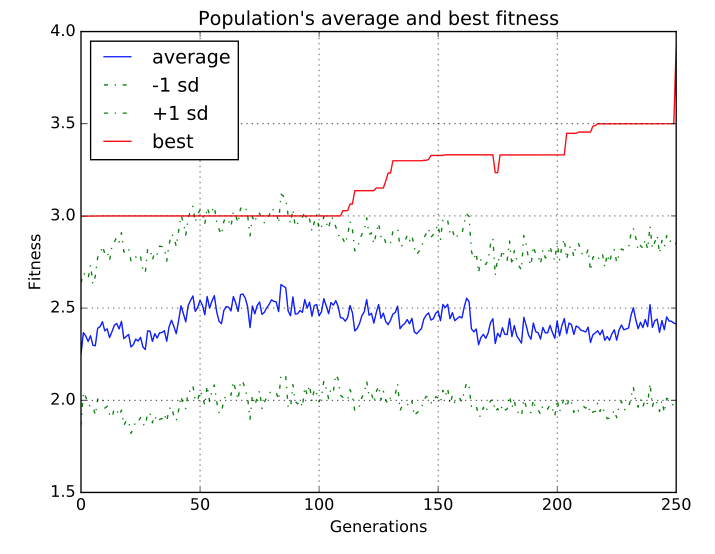 Population's average and best fitness
4.0
3.5
3.0
2.5
2.0
1.5
Fitness
average
-1 sd
+1 sd
best
0 50 100 150 200 250
Generations